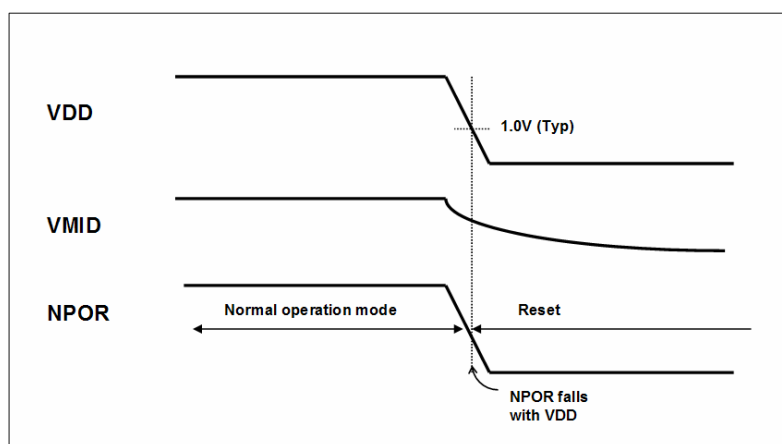 VDD
1.0V (Typ)
VMID
NPOR
Normal operation mode
Reset
NPOR falls
with VDD